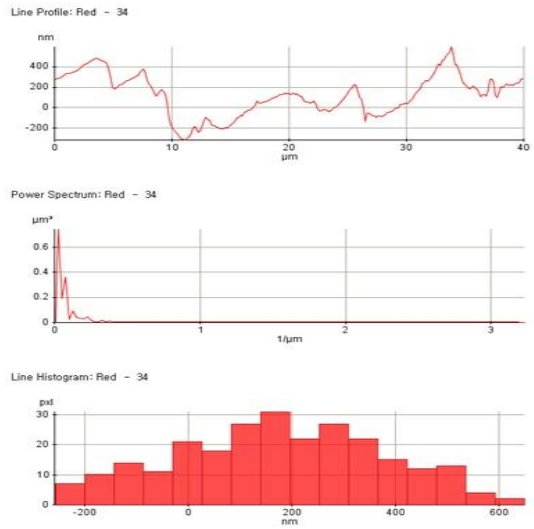 Line Profile: Red - 34
nm
400
200
0
-200
0 10 20 30 40
µm
Power Spectrum: Red - 34
µm³
0.6
0.4
0.2
0
0 1 2 3
1/µm
Line Histogram: Red - 34
pxl
30
20
10
0
-200 0 200 400 600
nm